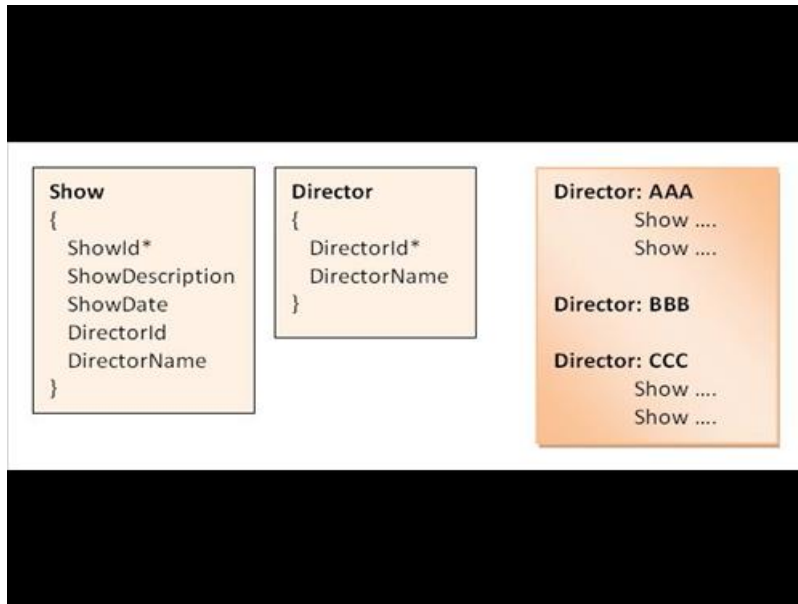 Show
{
ShowId*
ShowDescription
ShowDate
DirectorId
DirectorName
}
Director
{
DirectorId*
DirectorName
}
Director: AAA
Show ....
Show ....
Director: BBB
Director: CCC
Show ....
Show ....